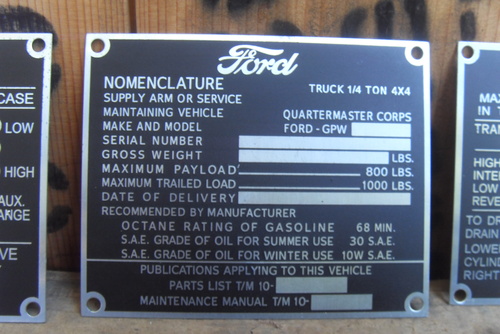 CASE
LOW
HIGH
AUX.
RANGE
VE
Ford
NOMENCLATURE TRUCK 1/4 TON 4X4
SUPPLY ARM OR SERVICE
MAINTAINING VEHICLE QUARTERMASTER CORPS
MAKE AND MODEL FORD - GPW
SERIAL NUMBER
GROSS WEIGHT LBS.
MAXIMUM PAYLOAD 800 LBS.
MAXIMUM TRAILED LOAD 1000 LBS.
DATE OF DELIVERY
RECOMMENDED BY MANUFACTURER
OCTANE RATING OF GASOLINE 68 MIN.
S.A.E. GRADE OF OIL FOR SUMMER USE 30 S.A.E.
S.A.E. GRADE OF OIL FOR WINTER USE 10W S.A.E.
PUBLICATIONS APPLYING TO THIS VEHICLE
PARTS LIST T/M 10-
MAINTENANCE MANUAL T/M 10-
MA
IN T
TRA
HIGH
INTE
LOW
REVE
TO D
DRAIN
LOWE
CYLIN
RIGHT